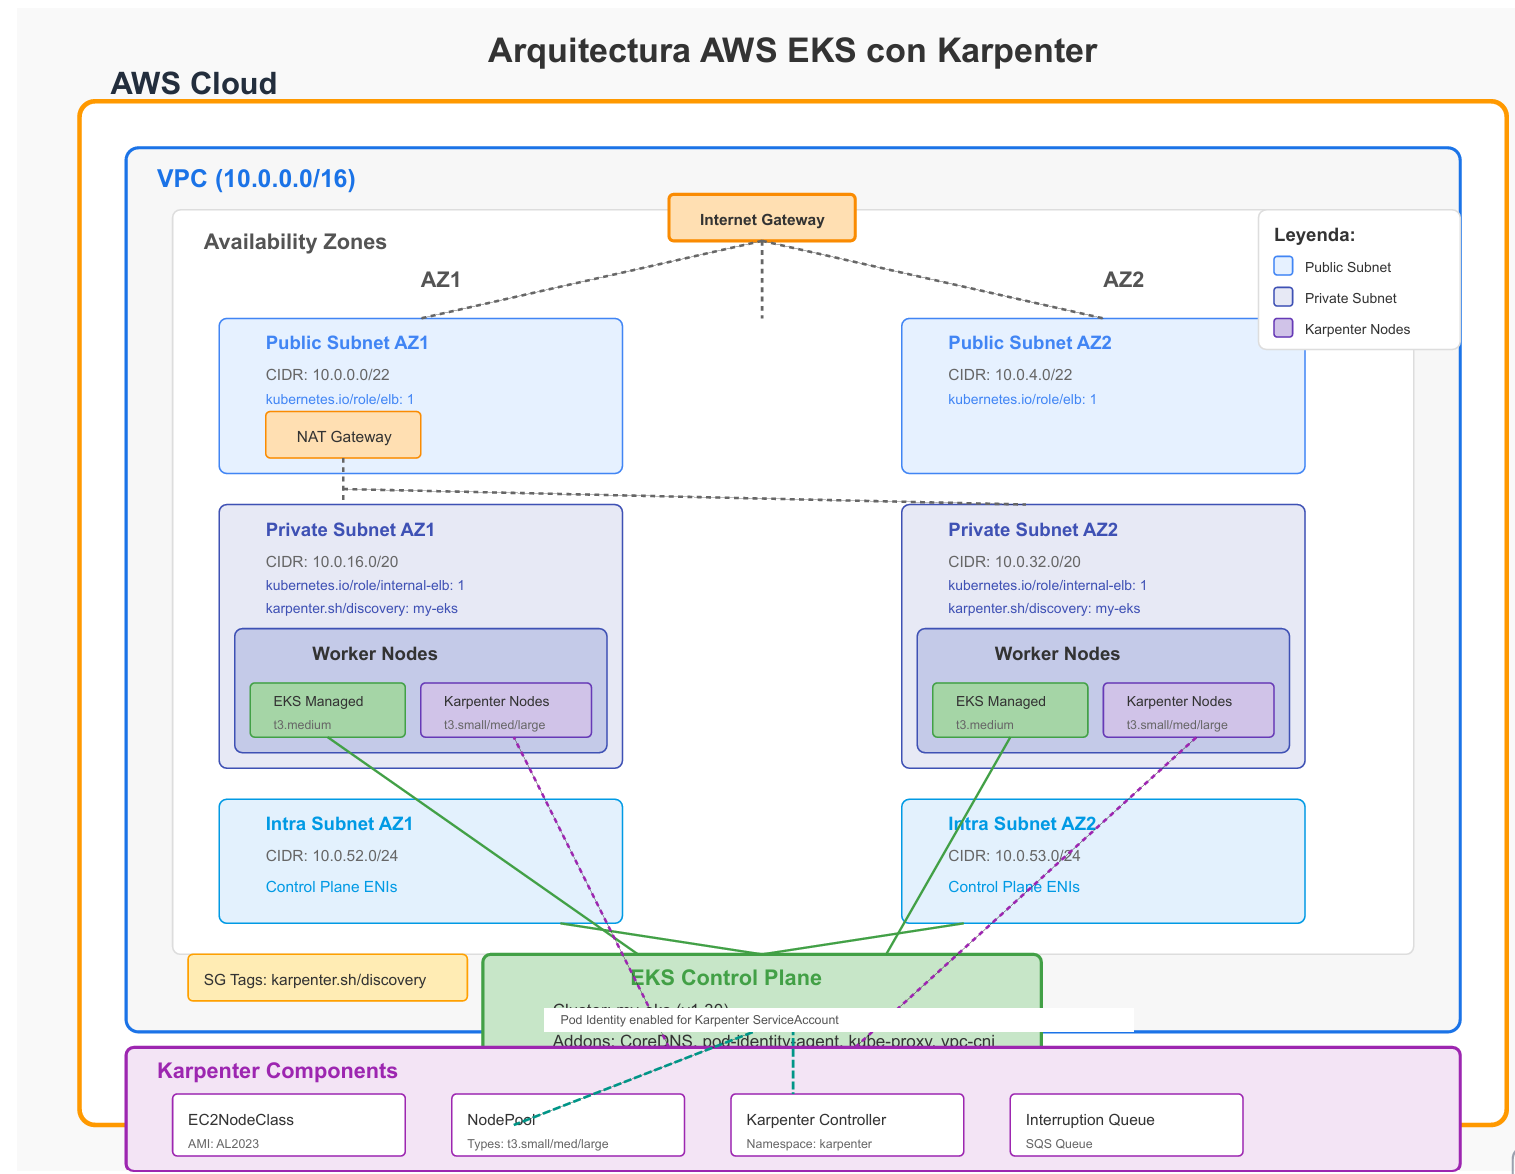 Arquitectura AWS EKS con Karpenter
AWS Cloud
VPC (10.0.0.0/16)
Internet Gateway
Availability Zones
AZ1
AZ2
Leyenda:
Public Subnet
Private Subnet
Karpenter Nodes
Public Subnet AZ1
CIDR: 10.0.0.0/22
kubernetes.io/role/elb: 1
NAT Gateway
Public Subnet AZ2
CIDR: 10.0.4.0/22
kubernetes.io/role/elb: 1
Private Subnet AZ1
CIDR: 10.0.16.0/20
kubernetes.io/role/internal-elb: 1
karpenter.sh/discovery: my-eks
Worker Nodes
EKS Managed
t3.medium
Karpenter Nodes
t3.small/med/large
Private Subnet AZ2
CIDR: 10.0.32.0/20
kubernetes.io/role/internal-elb: 1
karpenter.sh/discovery: my-eks
Worker Nodes
EKS Managed
t3.medium
Karpenter Nodes
t3.small/med/large
Intra Subnet AZ1
CIDR: 10.0.52.0/24
Control Plane ENIs
Intra Subnet AZ2
CIDR: 10.0.53.0/24
Control Plane ENIs
SG Tags: karpenter.sh/discovery
EKS Control Plane
Cluster: my-eks (v1.30)
Pod Identity enabled for Karpenter ServiceAccount
Addons: CoreDNS, pod-identity-agent, kube-proxy, vpc-cni
Karpenter Components
EC2NodeClass
AMI: AL2023
NodePool
Types: t3.small/med/large
Karpenter Controller
Namespace: karpenter
Interruption Queue
SQS Queue